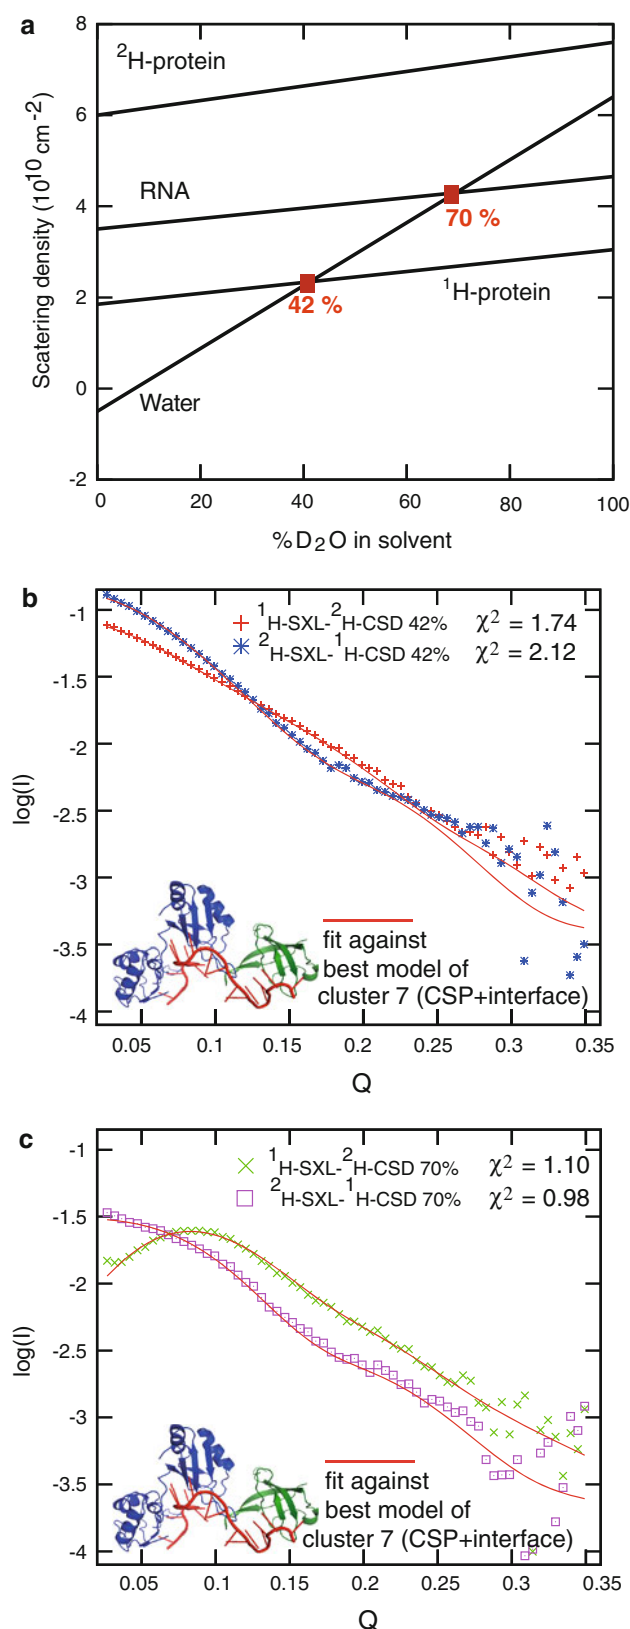 a
Scatering density (10¹⁰ cm⁻²)
8
6
4
2
0
-2
²H-protein
RNA
70 %
¹H-protein
42 %
Water
0 20 40 60 80 100
%D₂O in solvent
b
log(I)
-1
-1.5
-2
-2.5
-3
-3.5
-4
¹H-SXL-²H-CSD 42% χ² = 1.74
²H-SXL-¹H-CSD 42% χ² = 2.12
fit against
best model of
cluster 7 (CSP+interface)
0.05 0.1 0.15 0.2 0.25 0.3 0.35
Q
c
log(I)
-1
-1.5
-2
-2.5
-3
-3.5
-4
¹H-SXL-²H-CSD 70% χ² = 1.10
²H-SXL-¹H-CSD 70% χ² = 0.98
fit against
best model of
cluster 7 (CSP+interface)
0.05 0.1 0.15 0.2 0.25 0.3 0.35
Q